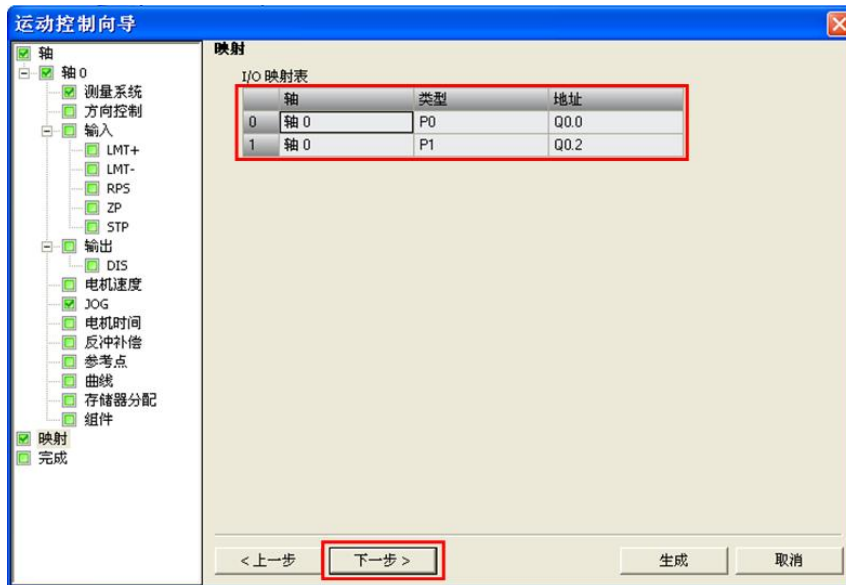 运动控制向导
轴
轴 0
测量系统
方向控制
输入
LMT+
LMT-
RPS
ZP
STP
输出
DIS
电机速度
JOG
电机时间
反冲补偿
参考点
曲线
存储器分配
组件
映射
完成
映射
I/O 映射表
轴 类型 地址
0 轴 0 P0 Q0.0
1 轴 0 P1 Q0.2
< 上一步 下一步 > 生成 取消